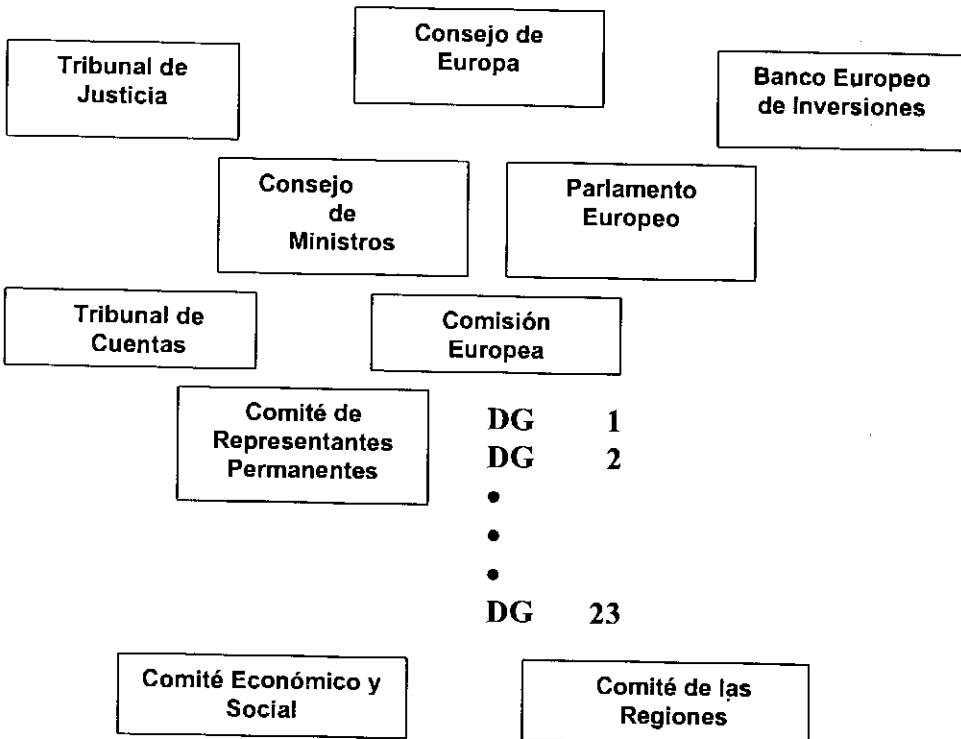 Consejo de
Europa
Tribunal de
Justicia
Banco Europeo
de Inversiones
Consejo
de
Ministros
Parlamento
Europeo
Tribunal de
Cuentas
Comisión
Europea
Comité de
Representantes
Permanentes
DG 1
DG 2
•
•
•
DG 23
Comité Económico y
Social
Comité de las
Regiones